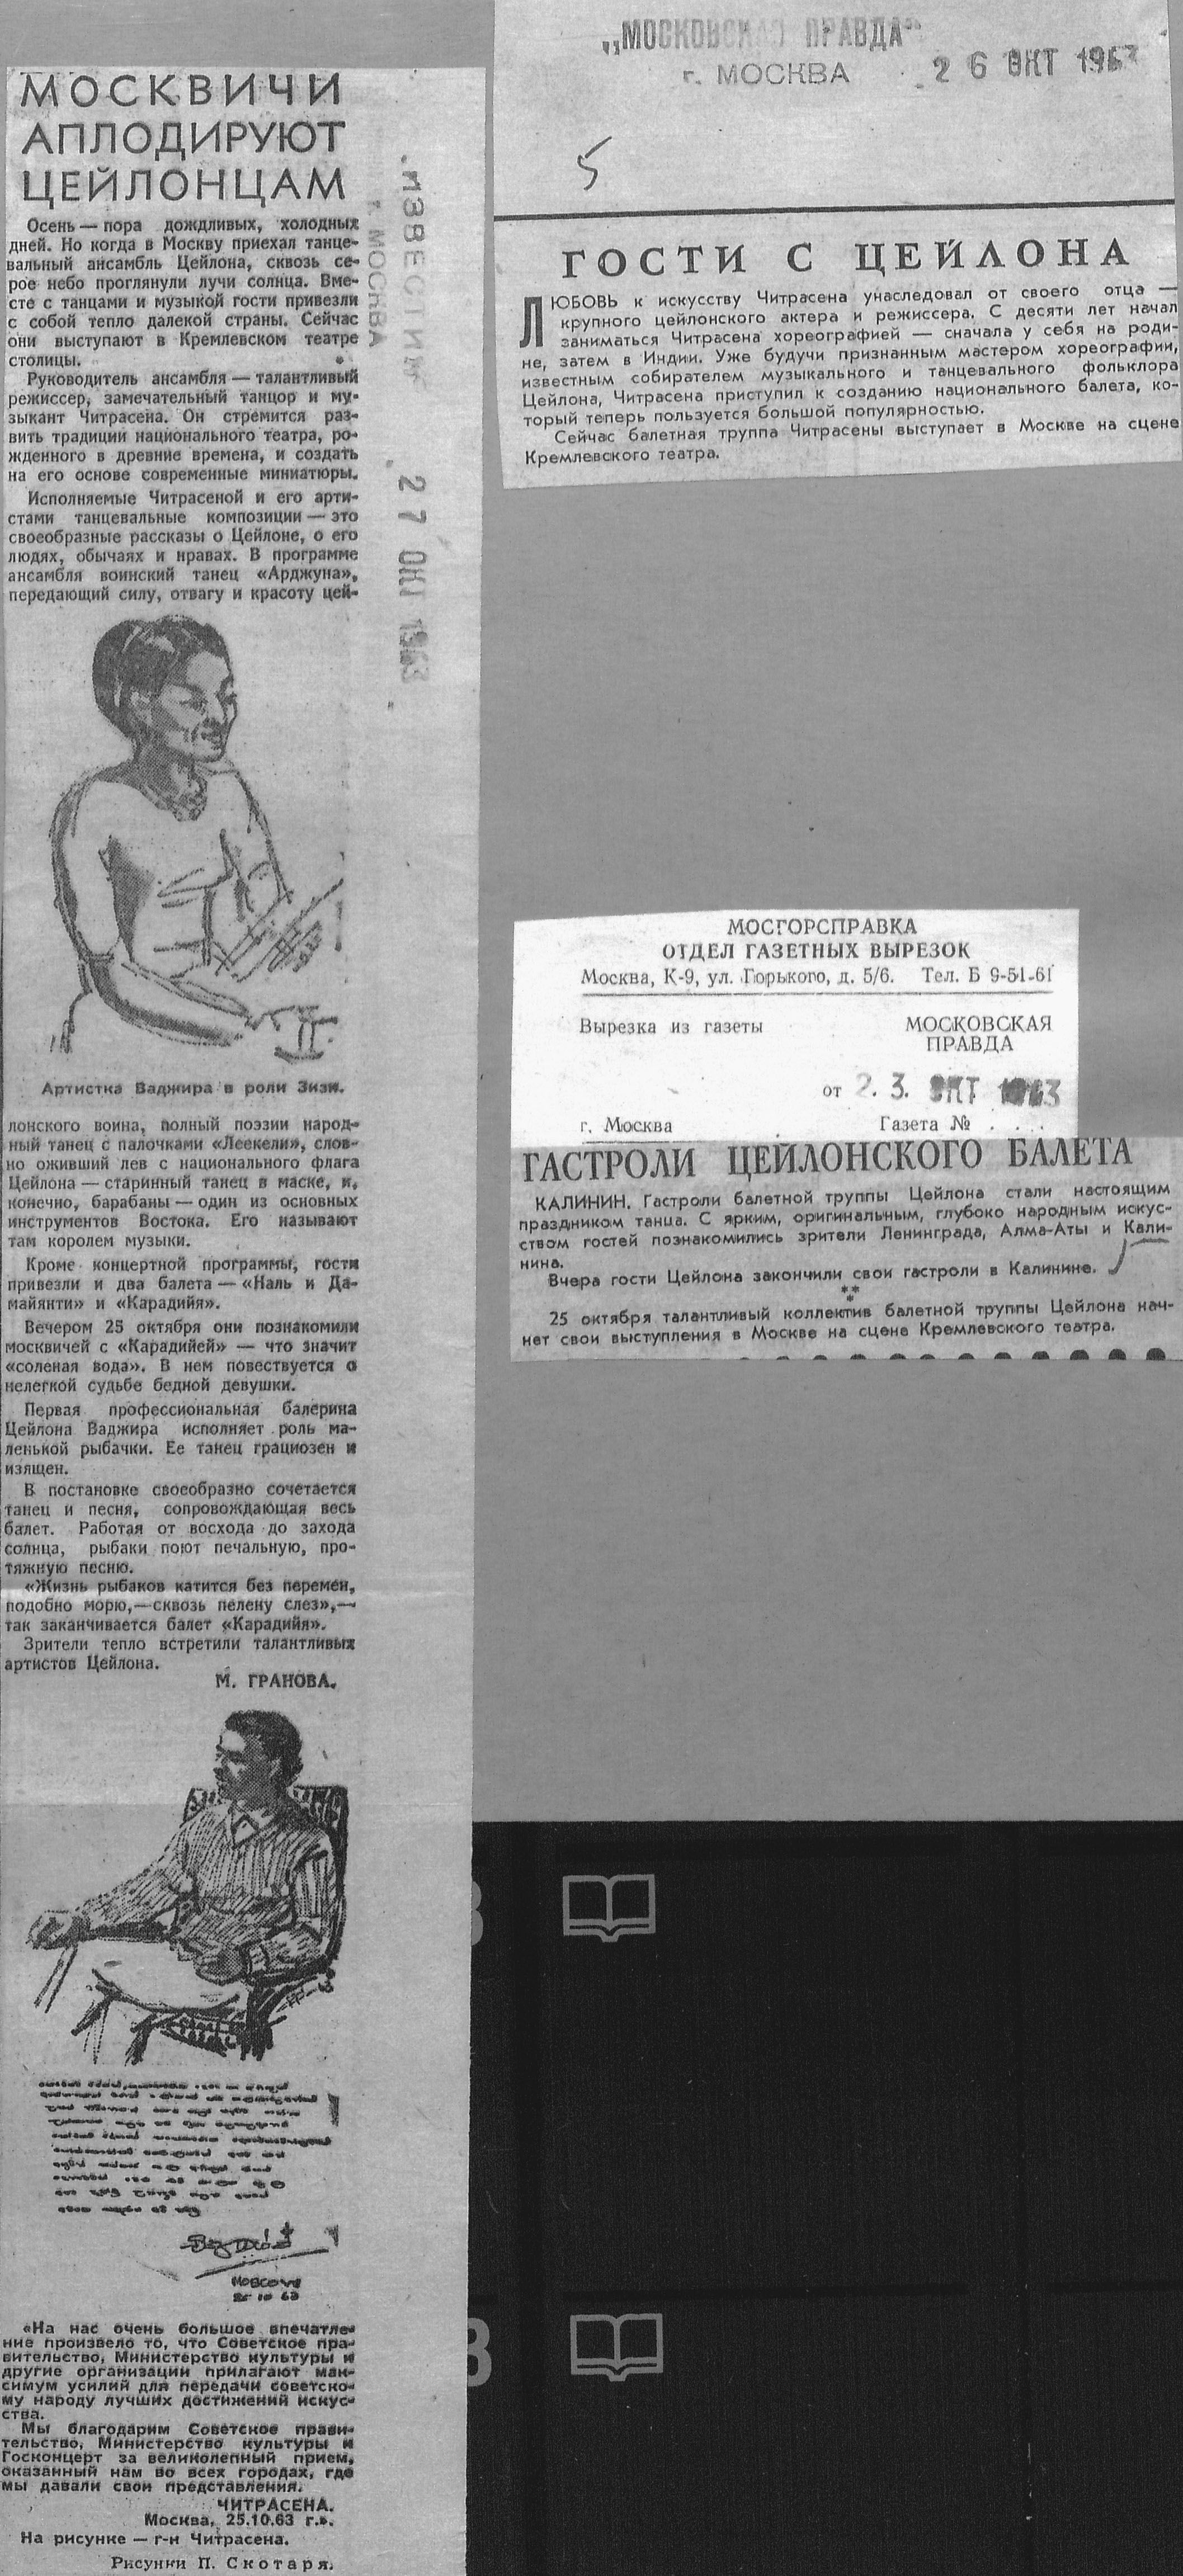 МОСКВИЧИ
АПЛОДИРУЮТ
ЦЕЙЛОНЦАМ
Осень — пора дождливых, холодных
дней. Но когда в Москву приехал танце-
вальный ансамбль Цейлона, сквозь се-
рое небо проглянули лучи солнца. Вме-
сте с танцами и музыкой гости привезли
с собой тепло далекой страны. Сейчас
они выступают в Кремлевском театре
столицы.
Руководитель ансамбля — талантливый
режиссер, замечательный танцор и му-
зыкант Читрасена. Он стремится раз-
вить традиции национального театра, ро-
жденного в древние времена, и создать
на его основе современные миниатюры.
Исполняемые Читрасеной и его арти-
стами танцевальные композиции — это
своеобразные рассказы о Цейлоне, о его
людях, обычаях и нравах. В программе
ансамбля воинский танец «Арджуна»,
передающий силу, отвагу и красоту цей-
Артистка Ваджира в роли Зизи.
лонского воина, полный поэзии народ-
ный танец с палочками «Леекели», слов-
но оживший лев с национального флага
Цейлона — старинный танец в маске, и,
конечно, барабаны — один из основных
инструментов Востока. Его называют
там королем музыки.
Кроме концертной программы, гости
привезли и два балета — «Наль и Да-
майянти» и «Карадийя».
Вечером 25 октября они познакомили
москвичей с «Карадийей» — что значит
«соленая вода». В нем повествуется о
нелегкой судьбе бедной девушки.
Первая профессиональная балерина
Цейлона Ваджира исполняет роль ма-
ленькой рыбачки. Ее танец грациозен и
изящен.
В постановке своеобразно сочетается
танец и песня, сопровождающая весь
балет. Работая от восхода до захода
солнца, рыбаки поют печальную, про-
тяжную песню.
«Жизнь рыбаков катится без перемен,
подобно морю,—сквозь пелену слез»,—
так заканчивается балет «Карадийя».
Зрители тепло встретили талантливых
артистов Цейлона.
М. ГРАНОВА.
MOSCOW
25 10 63
«На нас очень большое впечатле-
ние произвело то, что Советское пра-
вительство, Министерство культуры и
другие организации прилагают мак-
симум усилий для передачи советско-
му народу лучших достижений искус-
ства.
Мы благодарим Советское прави-
тельство, Министерство культуры и
Госконцерт за великолепный прием,
оказанный нам во всех городах, где
мы давали свои представления.
ЧИТРАСЕНА.
Москва, 25.10.63 г.».
На рисунке — г-н Читрасена.
Рисунки П. Скотаря.
„ИЗВЕСТИЯ"
г. МОСКВА
27 ОКТ 1963
„МОСКОВСКАЯ ПРАВДА"
г. МОСКВА 26 ОКТ 1963
5
ГОСТИ С ЦЕЙЛОНА
ЛЮБОВЬ к искусству Читрасена унаследовал от своего отца —
крупного цейлонского актера и режиссера. С десяти лет начал
заниматься Читрасена хореографией — сначала у себя на роди-
не, затем в Индии. Уже будучи признанным мастером хореографии,
известным собирателем музыкального и танцевального фольклора
Цейлона, Читрасена приступил к созданию национального балета, ко-
торый теперь пользуется большой популярностью.
Сейчас балетная труппа Читрасены выступает в Москве на сцене
Кремлевского театра.
МОСГОРСПРАВКА
ОТДЕЛ ГАЗЕТНЫХ ВЫРЕЗОК
Москва, К-9, ул. Горького, д. 5/6. Тел. Б 9-51-61
Вырезка из газеты МОСКОВСКАЯ
ПРАВДА
от 23. ОКТ 1963
г. Москва Газета № . . .
ГАСТРОЛИ ЦЕЙЛОНСКОГО БАЛЕТА
КАЛИНИН. Гастроли балетной труппы Цейлона стали настоящим
праздником танца. С ярким, оригинальным, глубоко народным искус-
ством гостей познакомились зрители Ленинграда, Алма-Аты и Кали-
нина.
Вчера гости Цейлона закончили свои гастроли в Калинине.
***
25 октября талантливый коллектив балетной труппы Цейлона нач-
нет свои выступления в Москве на сцене Кремлевского театра.